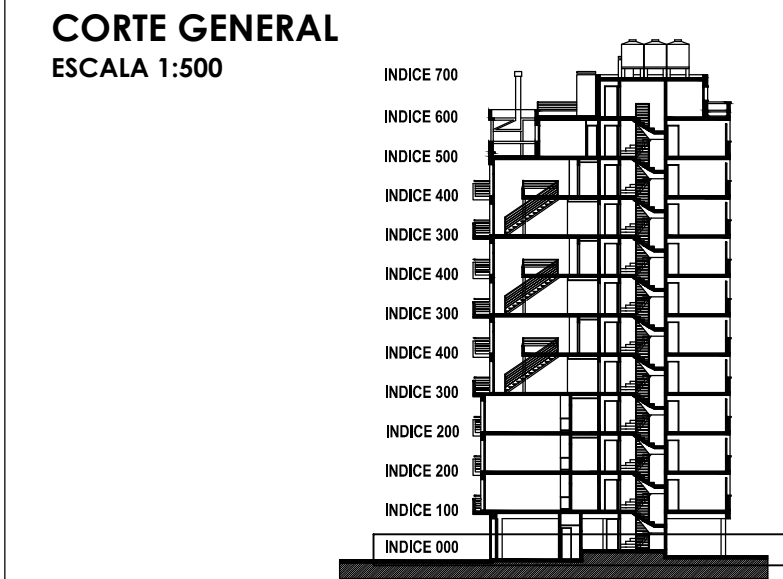 CORTE GENERAL
ESCALA 1:500
INDICE 700
INDICE 600
INDICE 500
INDICE 400
INDICE 300
INDICE 400
INDICE 300
INDICE 400
INDICE 300
INDICE 200
INDICE 200
INDICE 100
INDICE 000